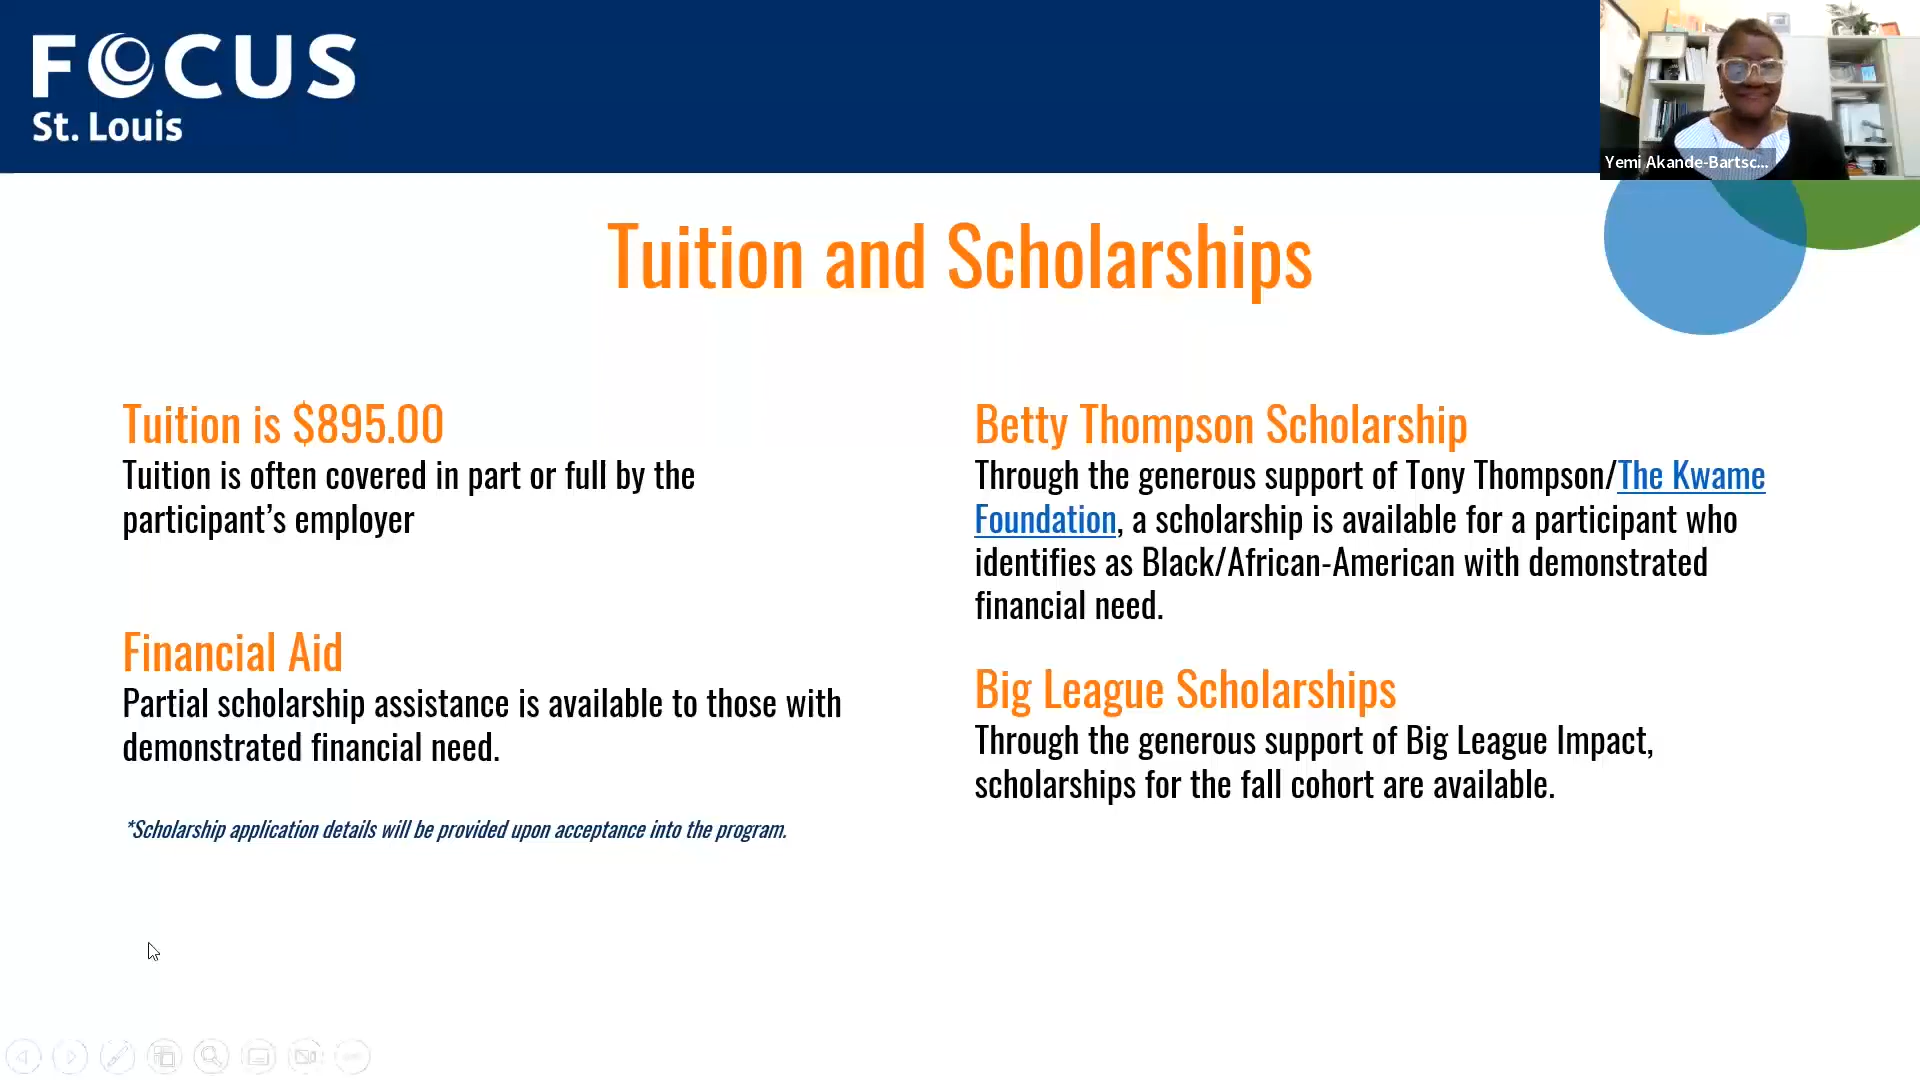 FOCUS
St. Louis
Yemi Akande-Bartsc...
Tuition and Scholarships
Tuition is $895.00
Tuition is often covered in part or full by the
participant’s employer
Financial Aid
Partial scholarship assistance is available to those with
demonstrated financial need.
*Scholarship application details will be provided upon acceptance into the program.
Betty Thompson Scholarship
Through the generous support of Tony Thompson/The Kwame
Foundation, a scholarship is available for a participant who
identifies as Black/African-American with demonstrated
financial need.
Big League Scholarships
Through the generous support of Big League Impact,
scholarships for the fall cohort are available.